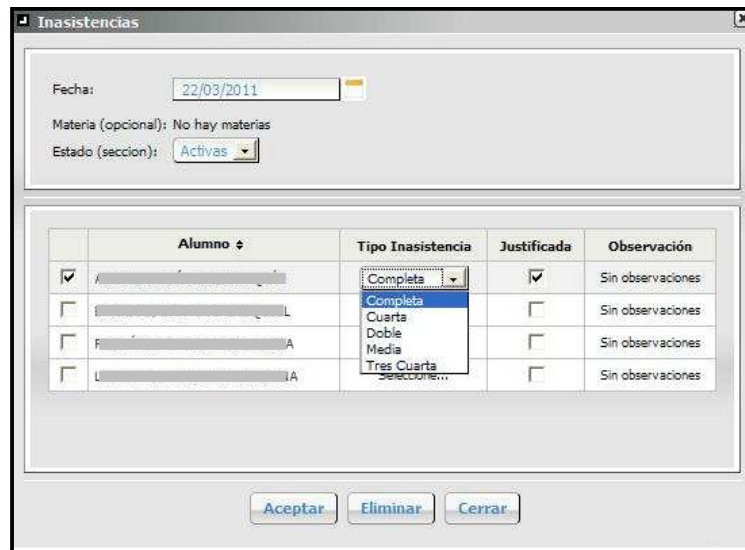 Inasistencias
Fecha: 22/03/2011
Materia (opcional): No hay materias
Estado (seccion): Activas
Alumno Tipo Inasistencia Justificada Observación
Completa Sin observaciones
Completa
Cuarta
Sin observaciones
Doble
Media
Sin observaciones
Tres Cuarta
Seleccione... Sin observaciones
Aceptar Eliminar Cerrar